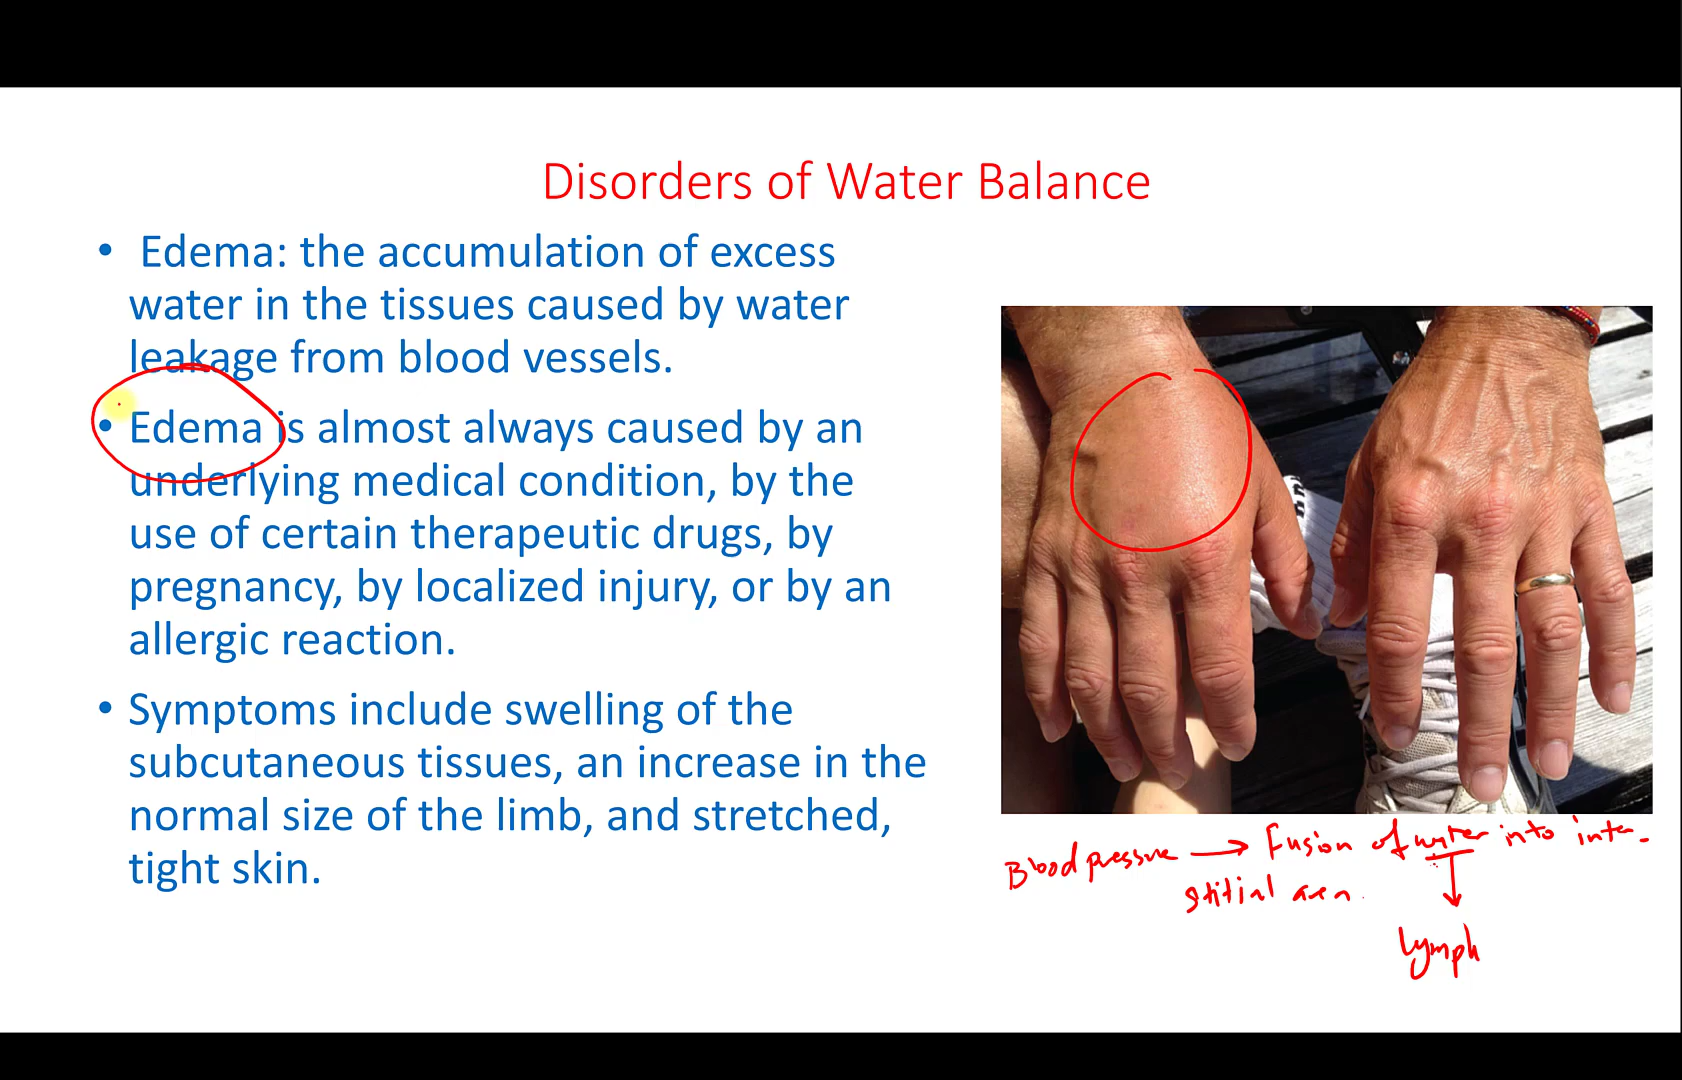 Disorders of Water Balance
• Edema: the accumulation of excess
water in the tissues caused by water
leakage from blood vessels.
• Edema is almost always caused by an
underlying medical condition, by the
use of certain therapeutic drugs, by
pregnancy, by localized injury, or by an
allergic reaction.
• Symptoms include swelling of the
subcutaneous tissues, an increase in the
normal size of the limb, and stretched,
tight skin.
Blood pressure → Fusion of water into inter-
stitial area.
Lymph